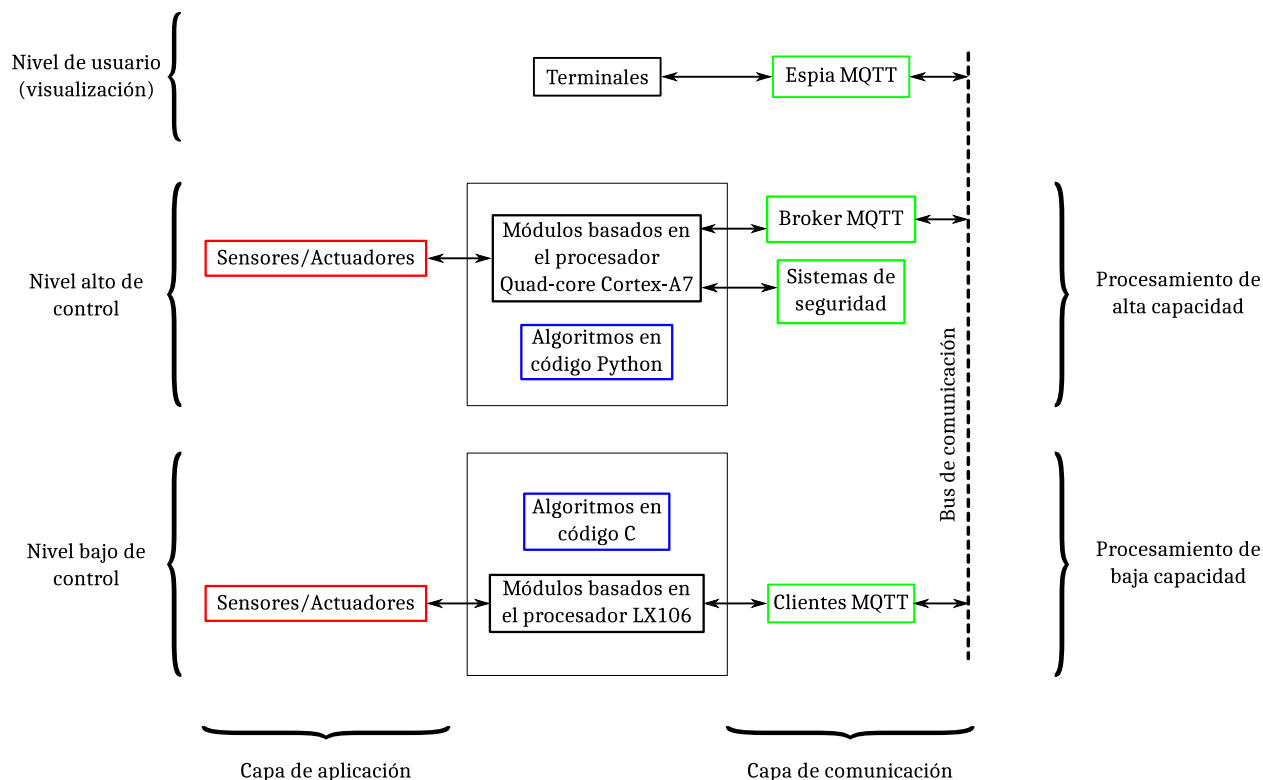 Nivel de usuario
(visualización)
Terminales
Espia MQTT
Nivel alto de
control
Sensores/Actuadores
Módulos basados en
el procesador
Quad-core Cortex-A7
Algoritmos en
código Python
Broker MQTT
Sistemas de
seguridad
Procesamiento de
alta capacidad
Bus de comunicación
Nivel bajo de
control
Sensores/Actuadores
Algoritmos en
código C
Módulos basados en
el procesador LX106
Clientes MQTT
Procesamiento de
baja capacidad
Capa de aplicación
Capa de comunicación